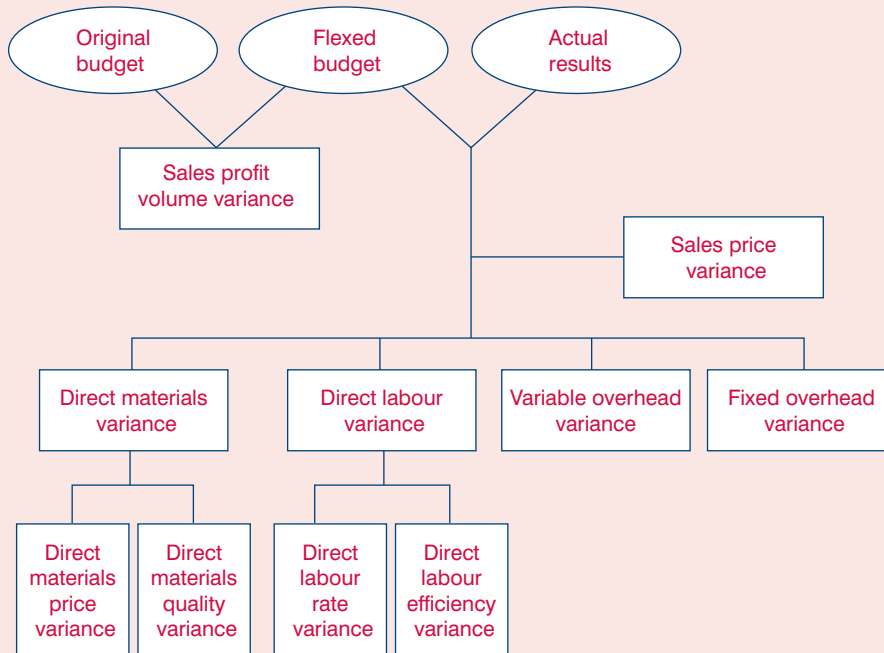 Original
budget
Flexed
budget
Actual
results
Sales profit
volume variance
Sales price
variance
Direct materials
variance
Direct labour
variance
Variable overhead
variance
Fixed overhead
variance
Direct
materials
price
variance
Direct
materials
quality
variance
Direct
labour
rate
variance
Direct
labour
efficiency
variance